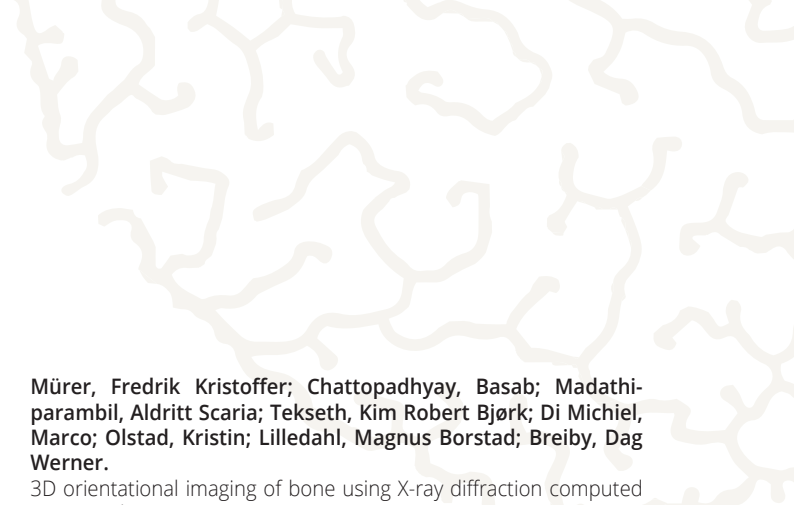 Mürer, Fredrik Kristoffer; Chattopadhyay, Basab; Madathi-
parambil, Aldritt Scaria; Tekseth, Kim Robert Bjørk; Di Michiel,
Marco; Olstad, Kristin; Lilledahl, Magnus Borstad; Breiby, Dag
Werner.
3D orientational imaging of bone using X-ray diffraction computed